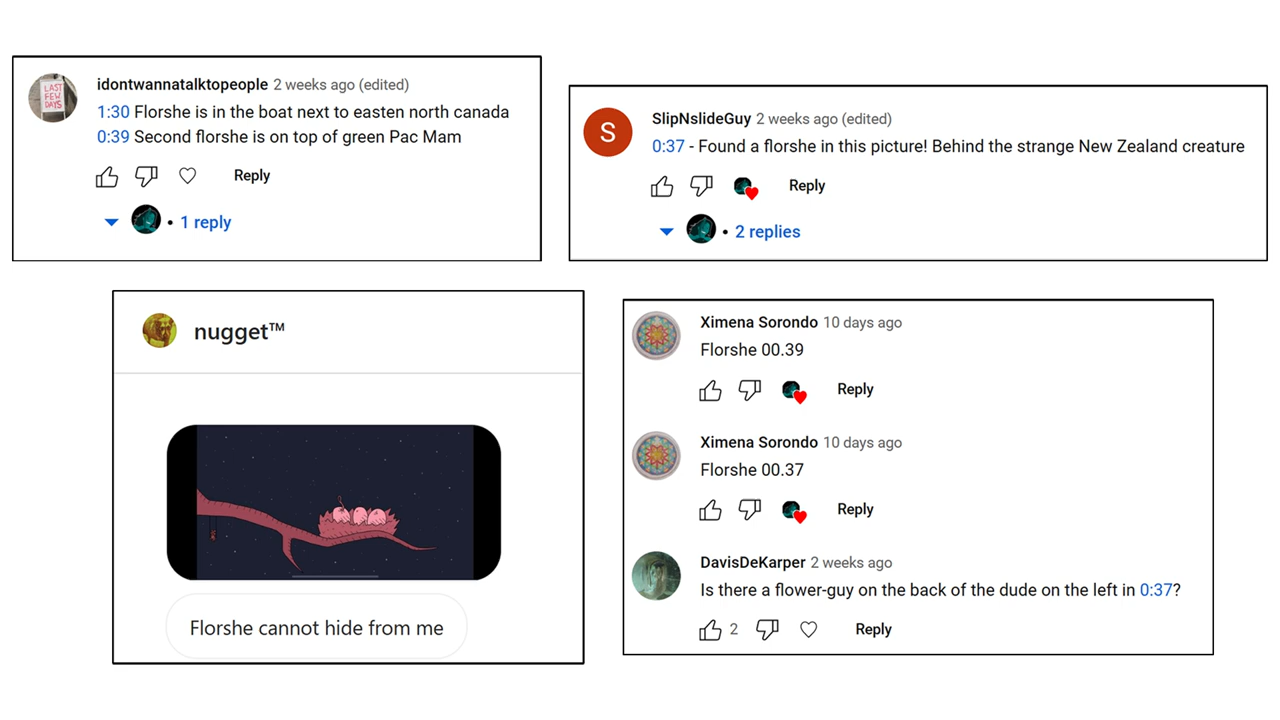 LAST
FEW
DAYS
idontwannatalktopeople 2 weeks ago (edited)
1:30 Florshe is in the boat next to easten north canada
0:39 Second florshe is on top of green Pac Mam
Reply
• 1 reply
S
SlipNslideGuy 2 weeks ago (edited)
0:37 - Found a florshe in this picture! Behind the strange New Zealand creature
Reply
• 2 replies
nugget™
Florshe cannot hide from me
Ximena Sorondo 10 days ago
Florshe 00.39
Reply
Ximena Sorondo 10 days ago
Florshe 00.37
Reply
DavisDeKarper 2 weeks ago
Is there a flower-guy on the back of the dude on the left in 0:37?
2 Reply